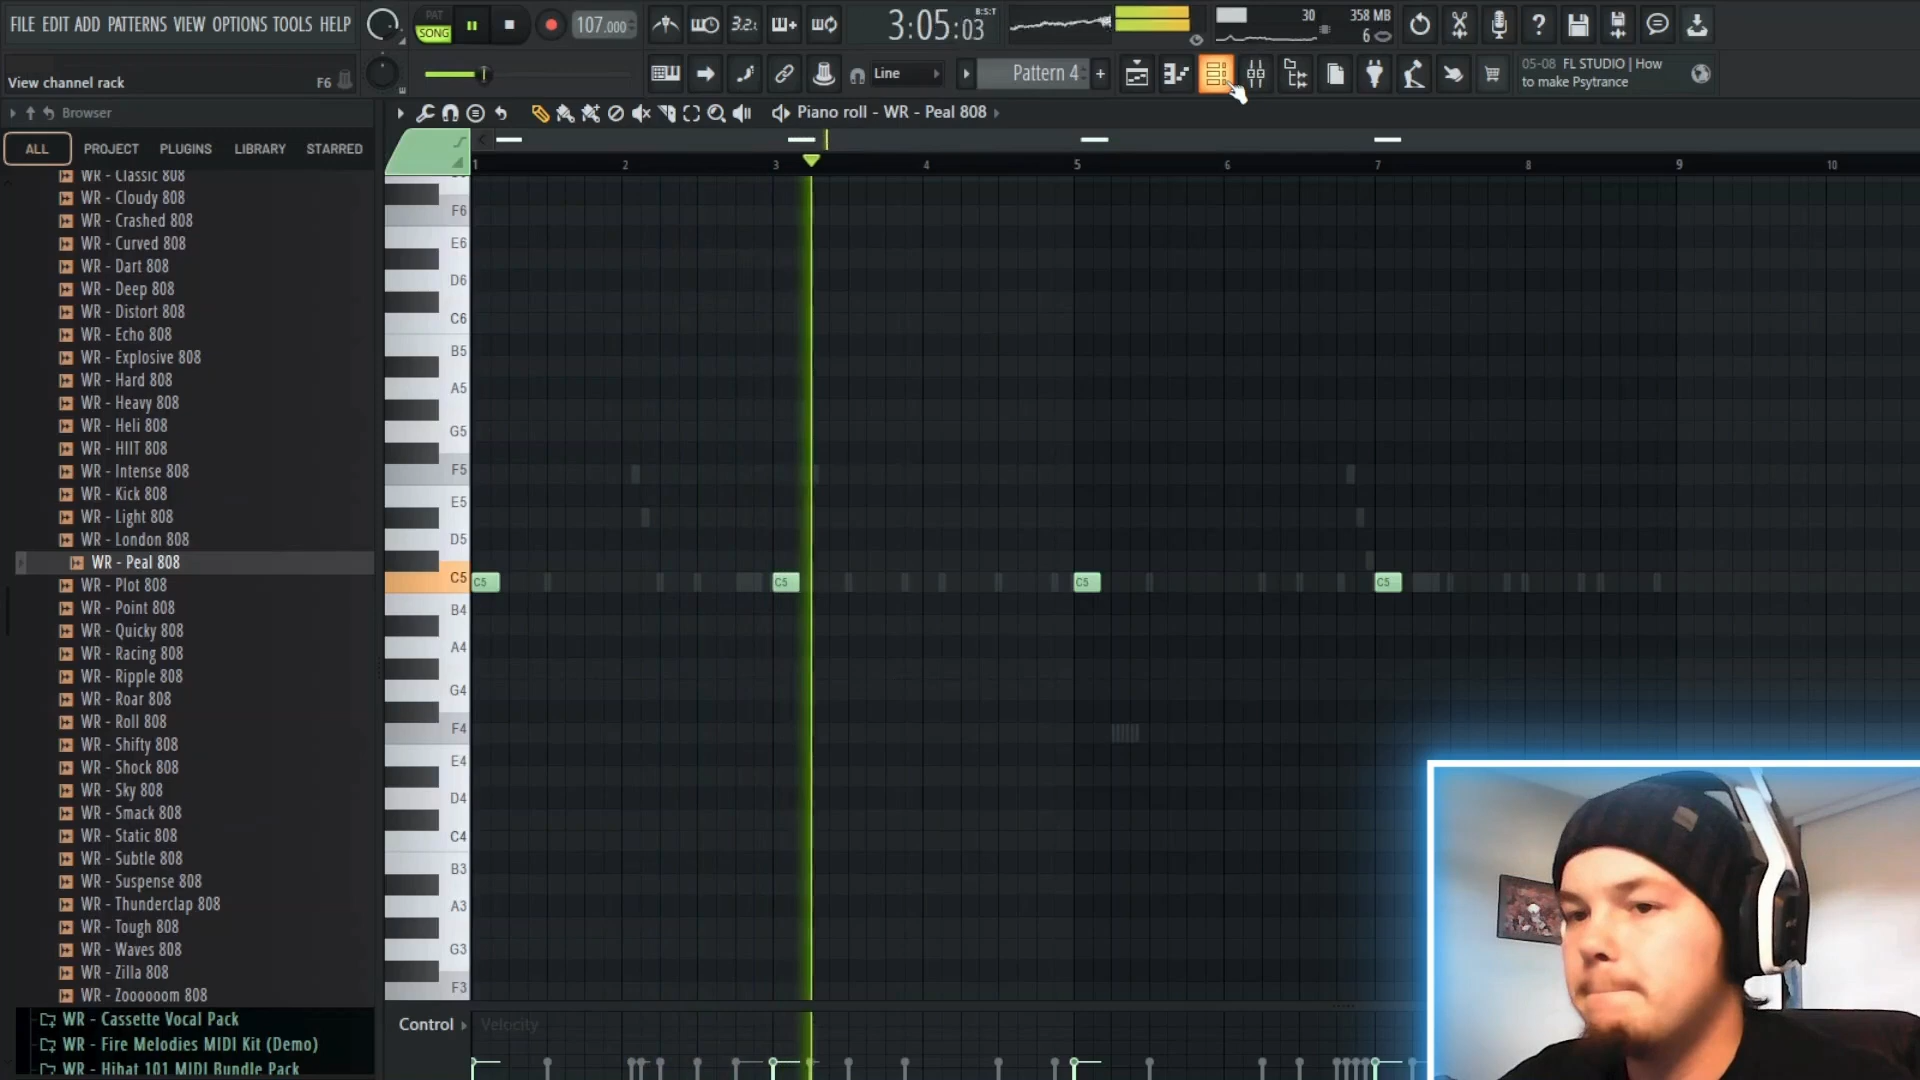 FILE EDIT ADD PATTERNS VIEW OPTIONS TOOLS HELP
PAT
SONG
107.000
3.2.
3:05:03
B:S:T
30
358 MB
6
View channel rack
F6
Line
Pattern 4
+
05-08 FL STUDIO | How
to make Psytrance
Browser
Piano roll - WR - Peal 808
ALL
PROJECT
PLUGINS
LIBRARY
STARRED
1
2
3
4
5
6
7
8
9
10
WR - Classic 808
WR - Cloudy 808
WR - Crashed 808
WR - Curved 808
WR - Dart 808
WR - Deep 808
WR - Distort 808
WR - Echo 808
WR - Explosive 808
WR - Hard 808
WR - Heavy 808
WR - Heli 808
WR - HIIT 808
WR - Intense 808
WR - Kick 808
WR - Light 808
WR - London 808
WR - Peal 808
WR - Plot 808
WR - Point 808
WR - Quicky 808
WR - Racing 808
WR - Ripple 808
WR - Roar 808
WR - Roll 808
WR - Shifty 808
WR - Shock 808
WR - Sky 808
WR - Smack 808
WR - Static 808
WR - Subtle 808
WR - Suspense 808
WR - Thunderclap 808
WR - Tough 808
WR - Waves 808
WR - Zilla 808
WR - Zoooooom 808
WR - Cassette Vocal Pack
WR - Fire Melodies MIDI Kit (Demo)
WR - Hihat 101 MIDI Bundle Pack
F6
E6
D6
C6
B5
A5
G5
F5
E5
D5
C5
C5
C5
C5
C5
B4
A4
G4
F4
E4
D4
C4
B3
A3
G3
F3
Control
Velocity